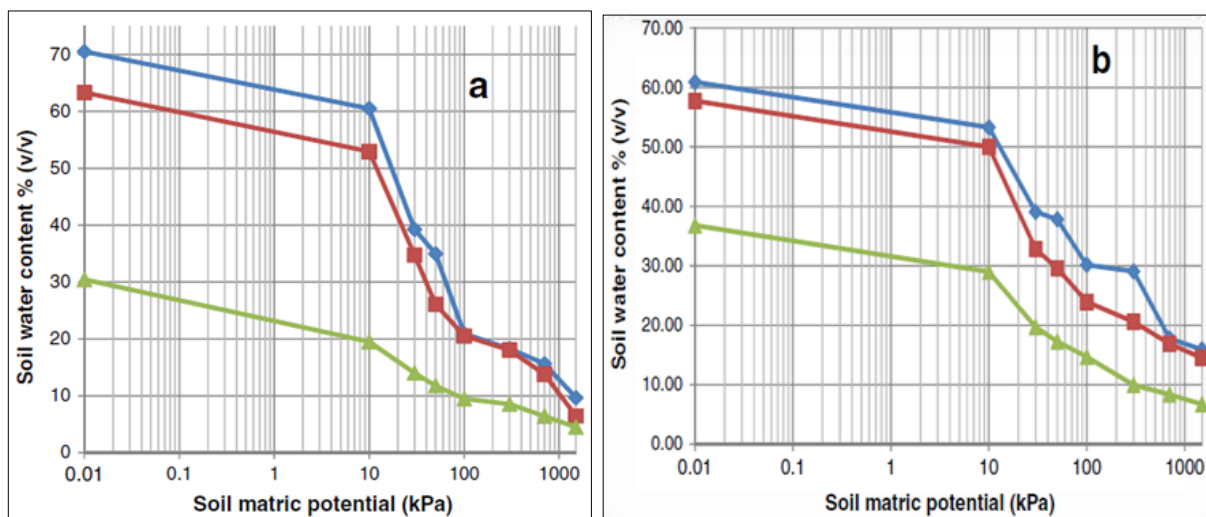 a
70
60
50
40
30
20
10
0
Soil water content % (v/v)
0.01 0.1 1 10 100 1000
Soil matric potential (kPa)
b
70.00
60.00
50.00
40.00
30.00
20.00
10.00
0.00
Soil water content % (v/v)
0.01 0.1 1 10 100 1000
Soil matric potential (kPa)